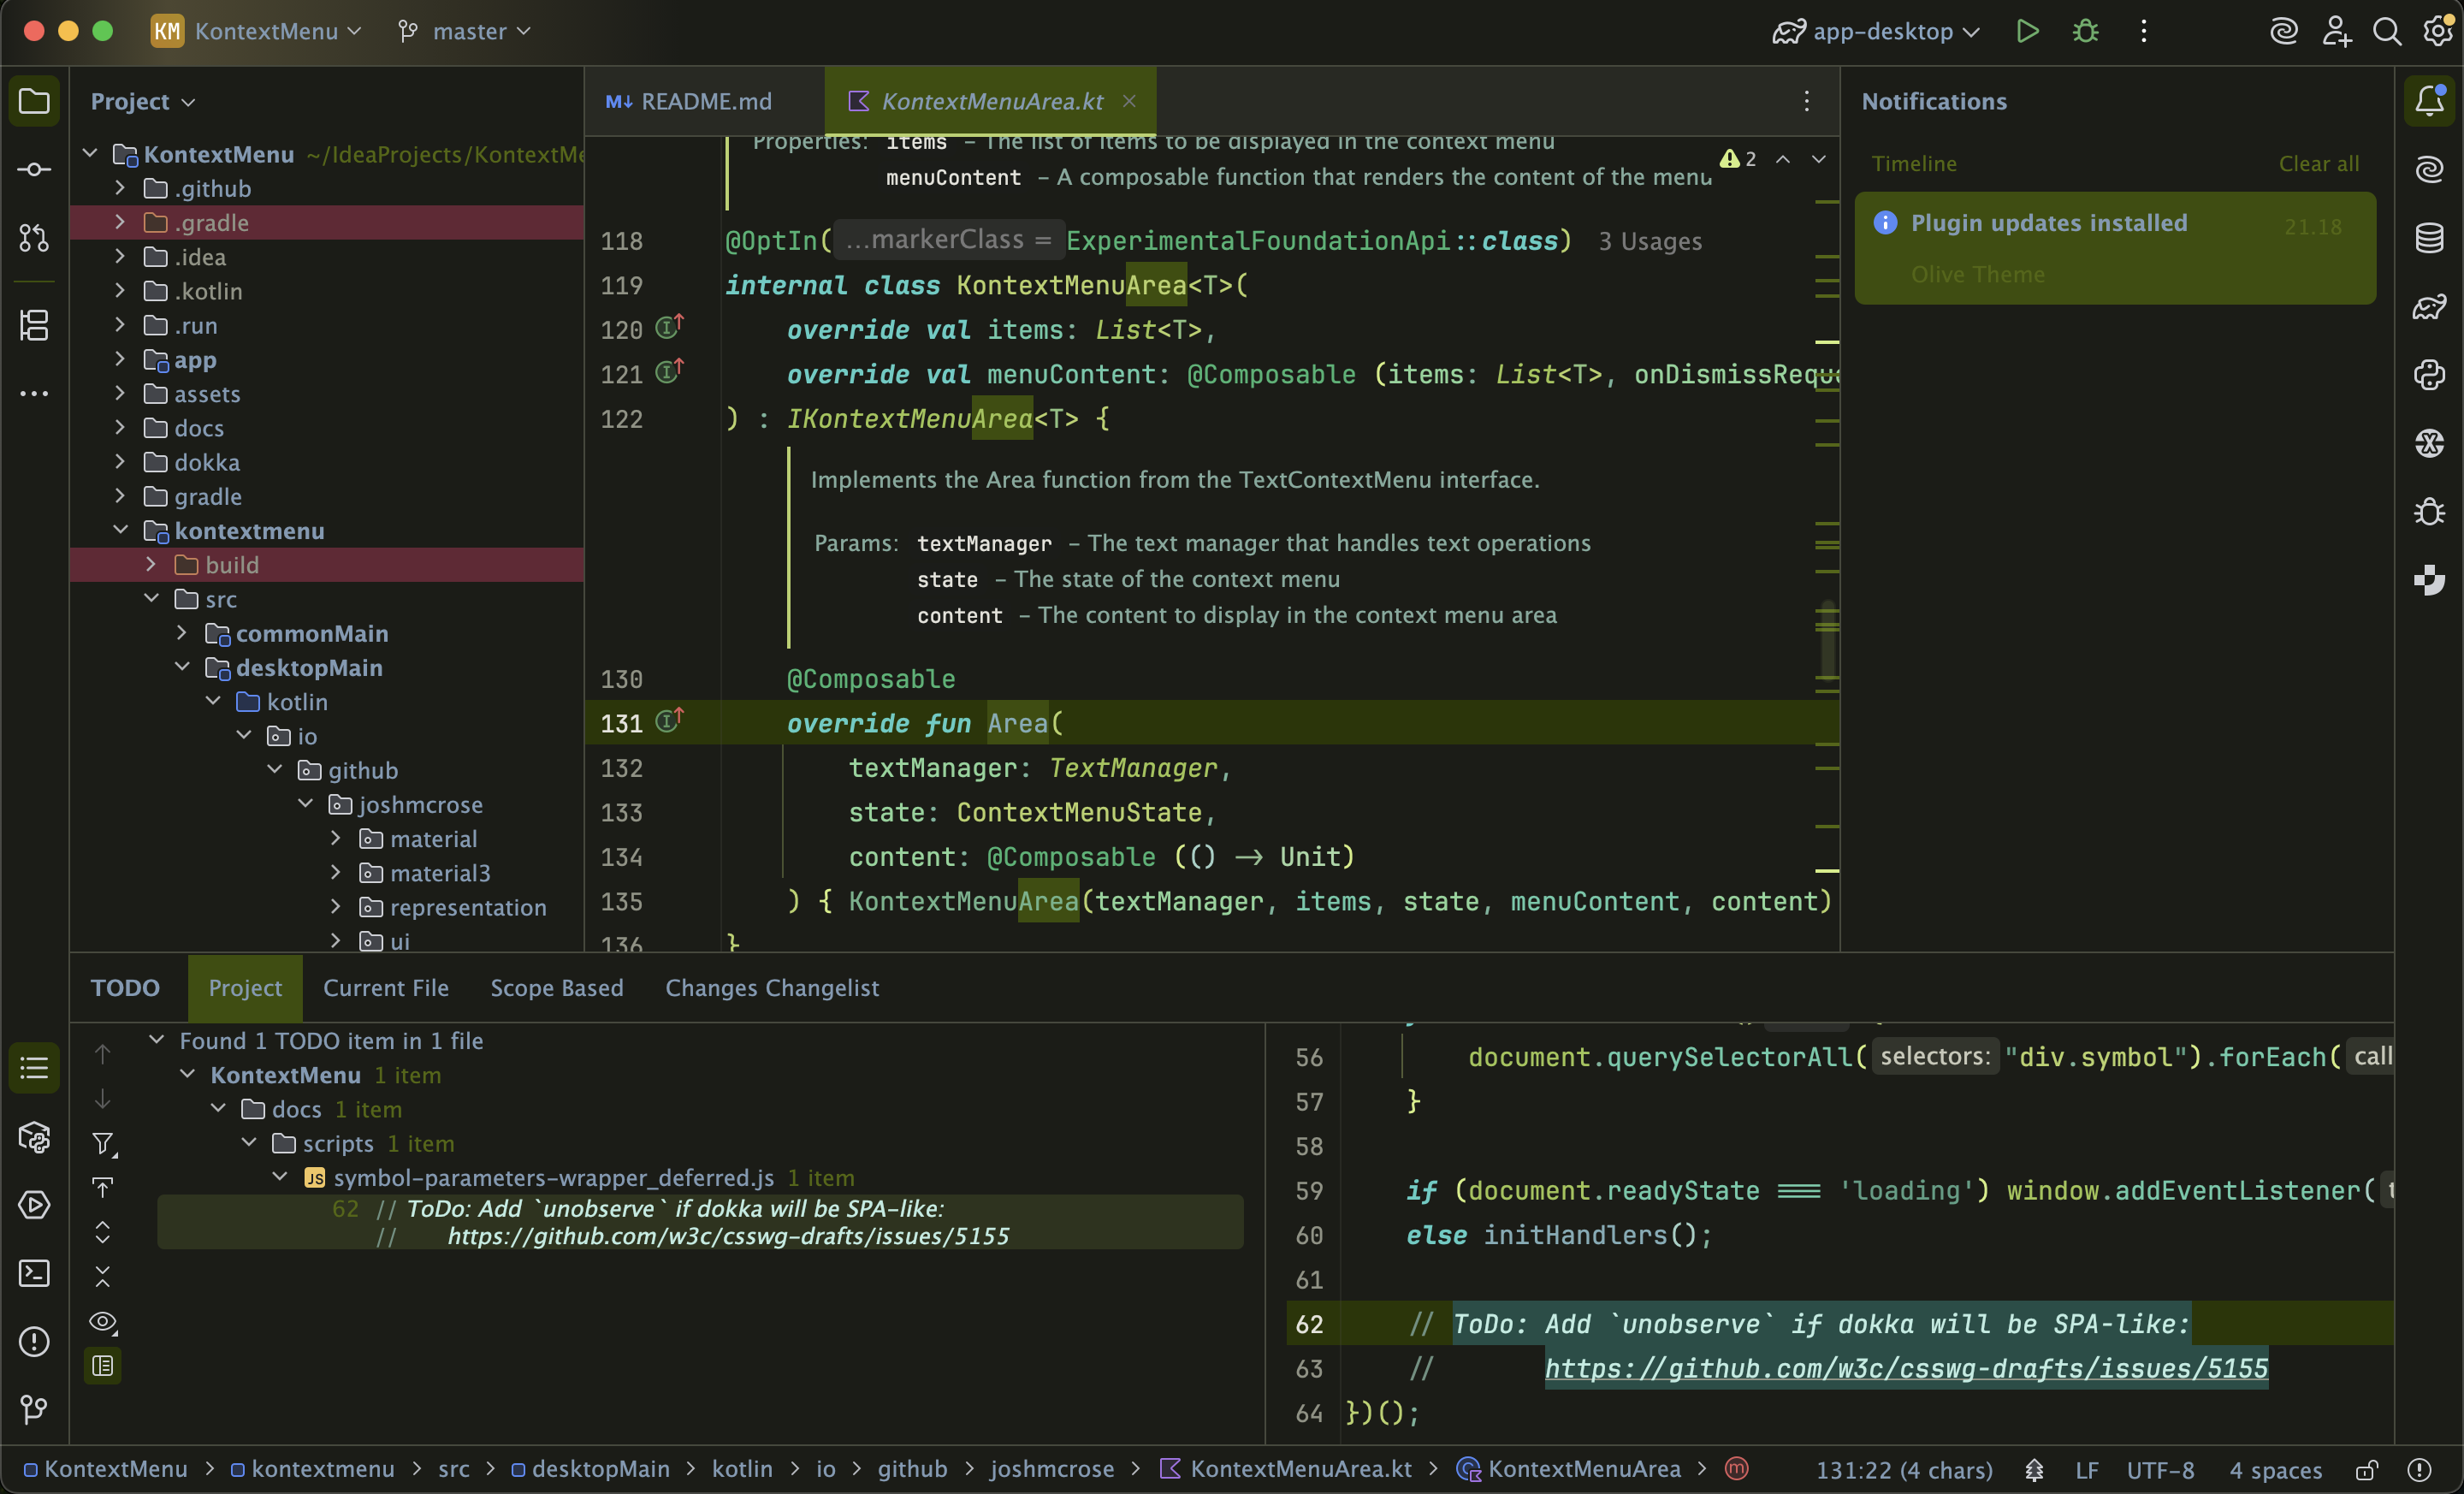 KM KontextMenu master app-desktop
Project
KontextMenu ~/IdeaProjects/KontextMe
.github
.gradle
.idea
.kotlin
.run
app
assets
docs
dokka
gradle
kontextmenu
build
src
commonMain
desktopMain
kotlin
io
github
joshmcrose
material
material3
representation
ui
README.md KontextMenuArea.kt
Properties: items – The list of items to be displayed in the context menu
menuContent – A composable function that renders the content of the menu
2
118 @OptIn(...markerClass = ExperimentalFoundationApi::class) 3 Usages
119 internal class KontextMenuArea<T>(
120 override val items: List<T>,
121 override val menuContent: @Composable (items: List<T>, onDismissReque
122 ) : IKontextMenuArea<T> {
Implements the Area function from the TextContextMenu interface.
Params: textManager – The text manager that handles text operations
state – The state of the context menu
content – The content to display in the context menu area
130 @Composable
131 override fun Area(
132 textManager: TextManager,
133 state: ContextMenuState,
134 content: @Composable (() -> Unit)
135 ) { KontextMenuArea(textManager, items, state, menuContent, content)
136 }
Notifications
Timeline Clear all
Plugin updates installed 21.18
Olive Theme
TODO Project Current File Scope Based Changes Changelist
Found 1 TODO item in 1 file
KontextMenu 1 item
docs 1 item
scripts 1 item
JS symbol-parameters-wrapper_deferred.js 1 item
62 // ToDo: Add `unobserve` if dokka will be SPA-like:
// https://github.com/w3c/csswg-drafts/issues/5155
56 document.querySelectorAll( selectors: "div.symbol").forEach( call
57 }
58
59 if (document.readyState === 'loading') window.addEventListener( t
60 else initHandlers();
61
62 // ToDo: Add `unobserve` if dokka will be SPA-like:
63 // https://github.com/w3c/csswg-drafts/issues/5155
64 })();
KontextMenu > kontextmenu > src > desktopMain > kotlin > io > github > joshmcrose > KontextMenuArea.kt > KontextMenuArea > m 131:22 (4 chars) LF UTF-8 4 spaces